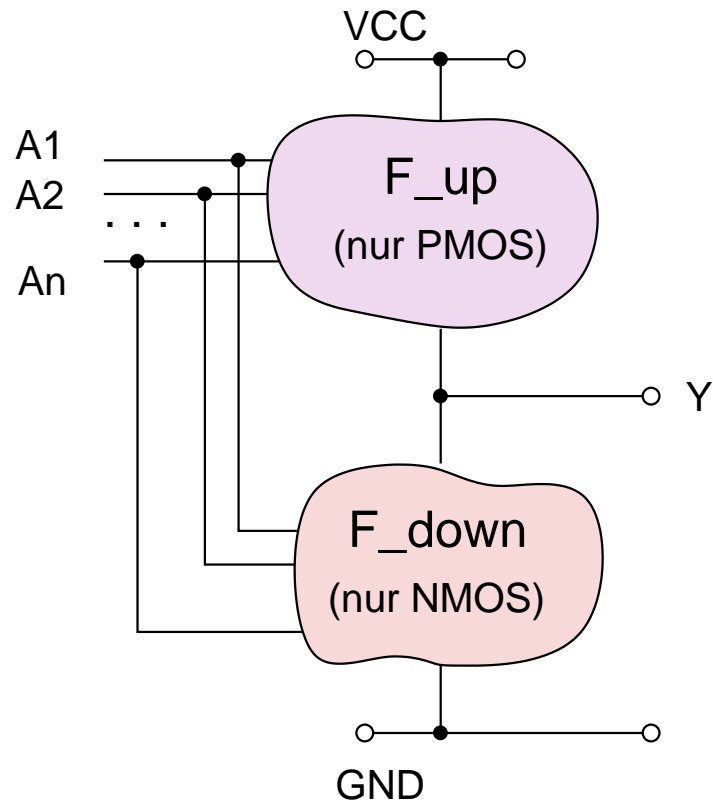 VCC
A1
A2
. . .
An
F_up
(nur PMOS)
Y
F_down
(nur NMOS)
GND